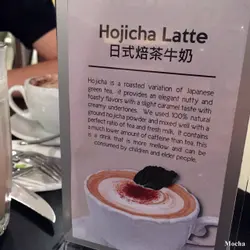 Hojicha Latte
日式焙茶牛奶
Hojicha is a roasted variation of Japanese
green tea, it provides an elegant nutty and
toasty flavors with a slight caramel taste with
creamy undertones. We used 100% natural
ground hojicha powder and mixed well with a
perfect ratio of tea and fresh milk, it contains
a much lower amount of caffeine than tea, this
is a drink that is more mellow and can be
consumed by children and elder people.
Mocha